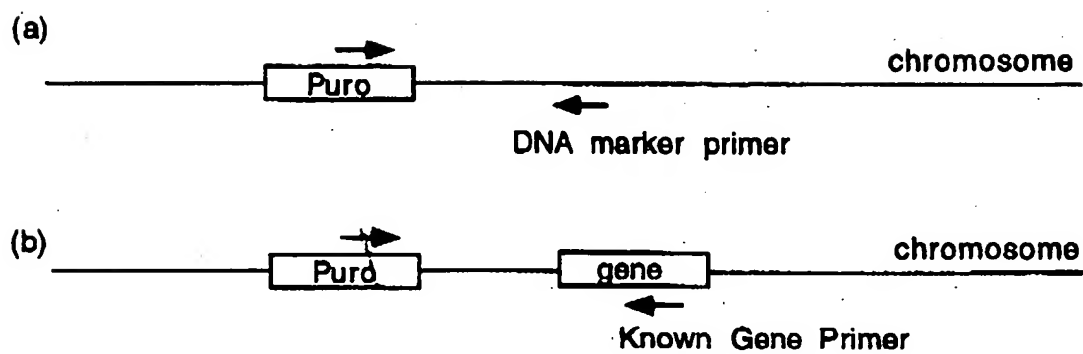 (a)
chromosome
Puro
DNA marker primer
(b)
chromosome
Puro
gene
Known Gene Primer